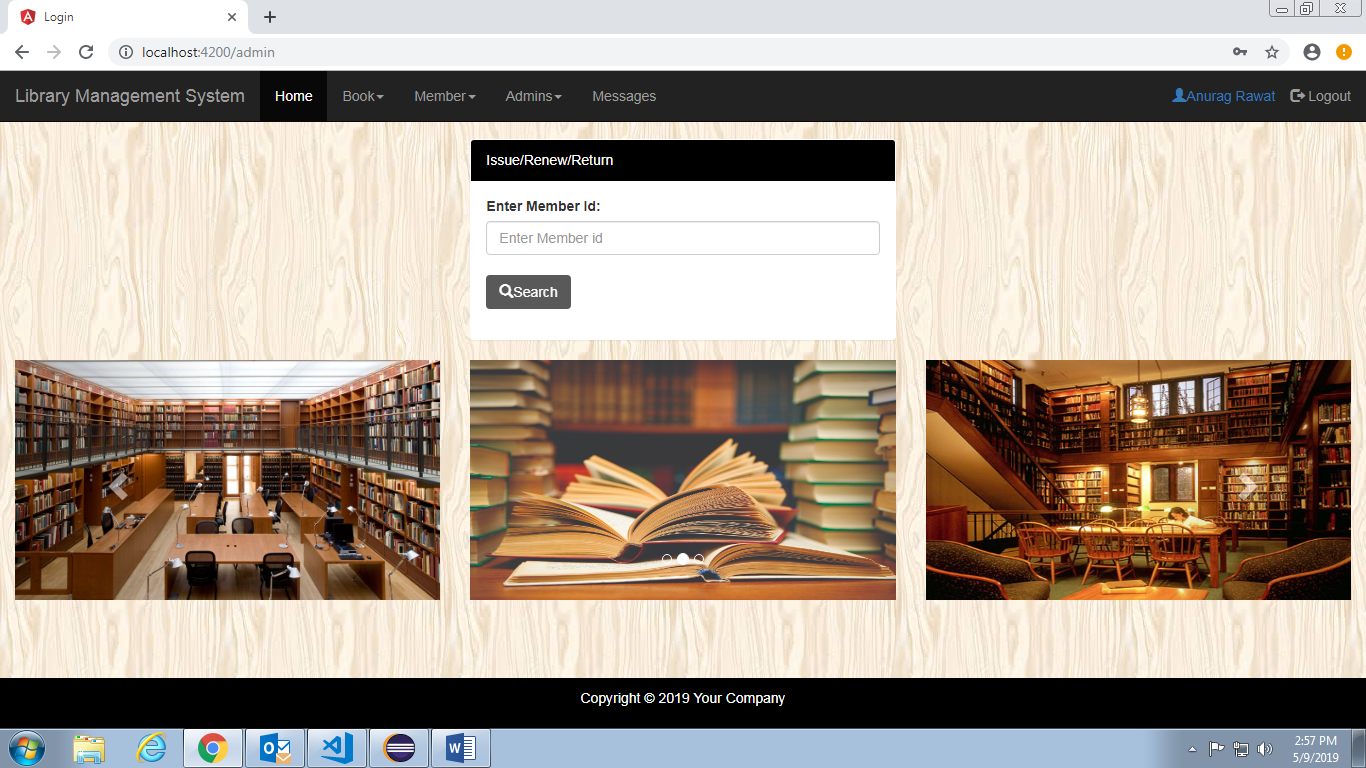 Login
localhost:4200/admin
Library Management System Home Book Member Admins Messages Anurag Rawat Logout
Issue/Renew/Return
Enter Member Id:
Enter Member id
Search
Copyright © 2019 Your Company
2:57 PM
5/9/2019